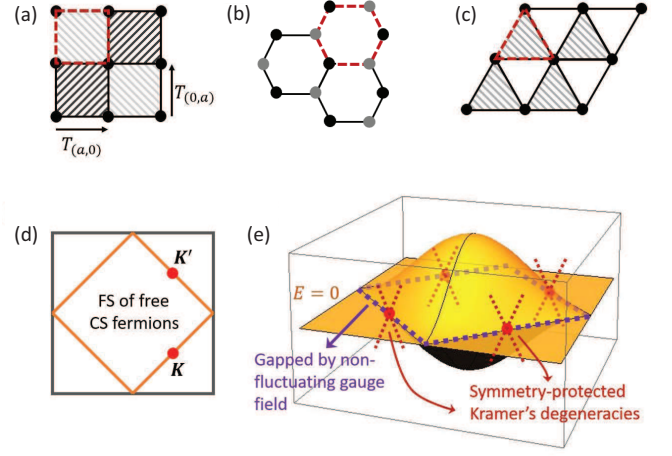 (a)
T(a,0)
T(0,a)
(b)
(c)
(d)
K'
FS of free
CS fermions
K
(e)
E = 0
Gapped by non-
fluctuating gauge
field
Symmetry-protected
Kramer's degeneracies